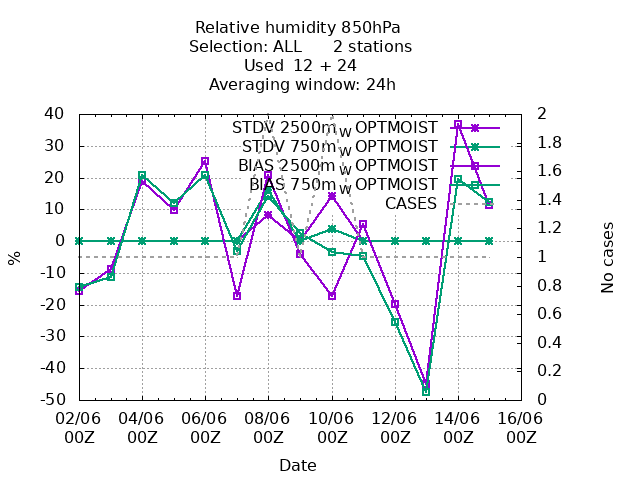 Relative humidity 850hPa
Selection: ALL 2 stations
Used 12 + 24
Averaging window: 24h
STDV 2500m_W OPTMOIST
STDV 750m_W OPTMOIST
BIAS 2500m_W OPTMOIST
BIAS 750m_W OPTMOIST
CASES
40
30
20
10
0
-10
-20
-30
-40
-50
%
2
1.8
1.6
1.4
1.2
1
0.8
0.6
0.4
0.2
0
No cases
02/06 04/06 06/06 08/06 10/06 12/06 14/06 16/06
00Z 00Z 00Z 00Z 00Z 00Z 00Z 00Z
Date